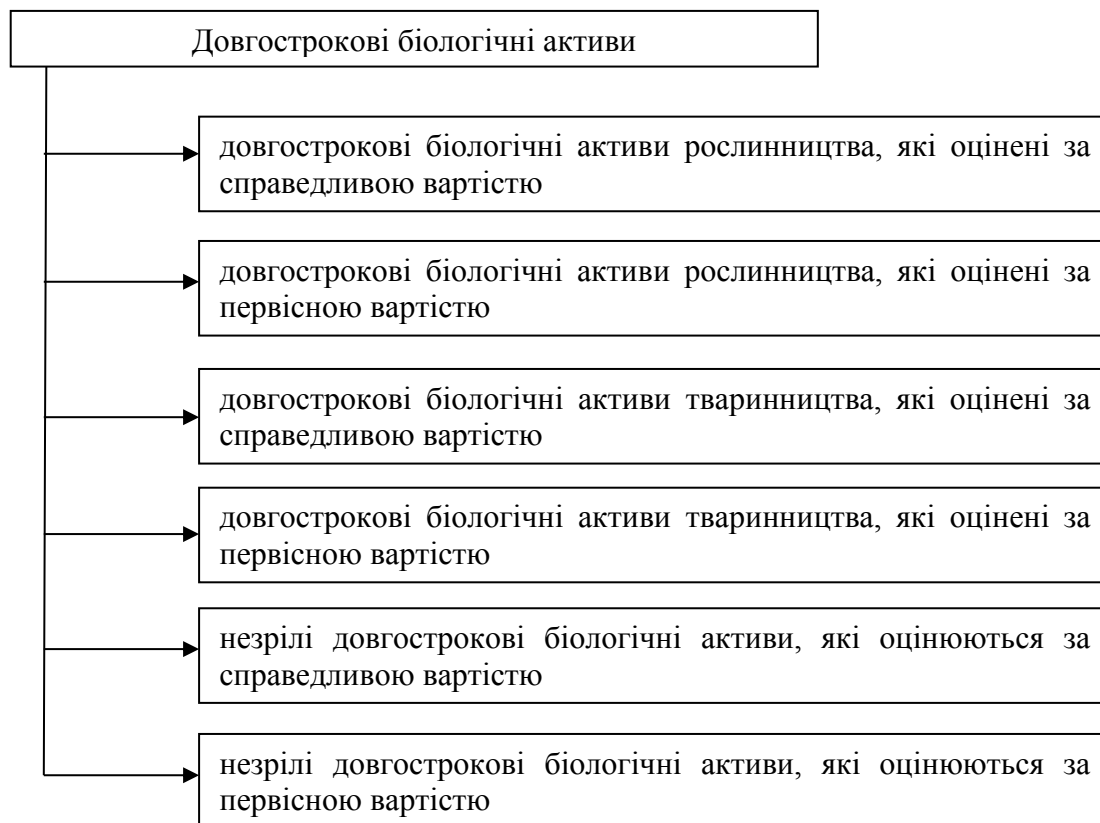 Довгострокові біологічні активи
довгострокові біологічні активи рослинництва, які оцінені за
справедливою вартістю
довгострокові біологічні активи рослинництва, які оцінені за
первісною вартістю
довгострокові біологічні активи тваринництва, які оцінені за
справедливою вартістю
довгострокові біологічні активи тваринництва, які оцінені за
первісною вартістю
незрілі довгострокові біологічні активи, які оцінюються за
справедливою вартістю
незрілі довгострокові біологічні активи, які оцінюються за
первісною вартістю